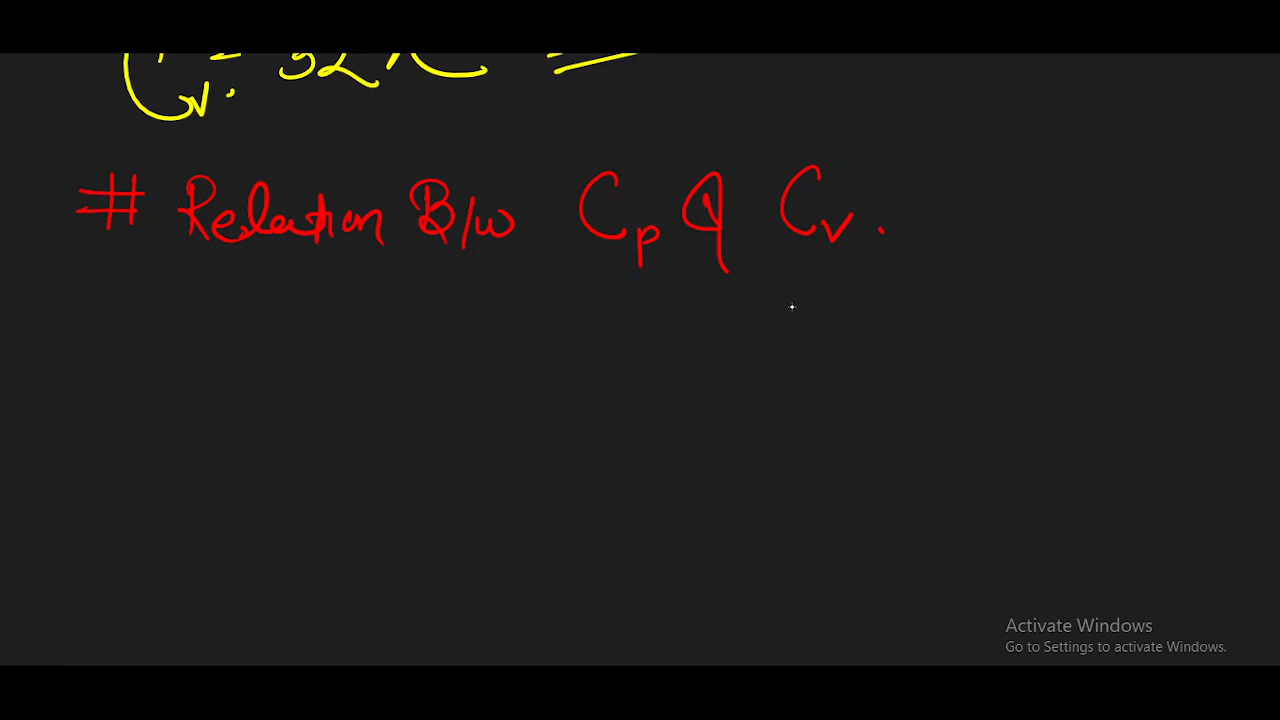 # Relation B/w Cp & Cv.
Activate Windows
Go to Settings to activate Windows.